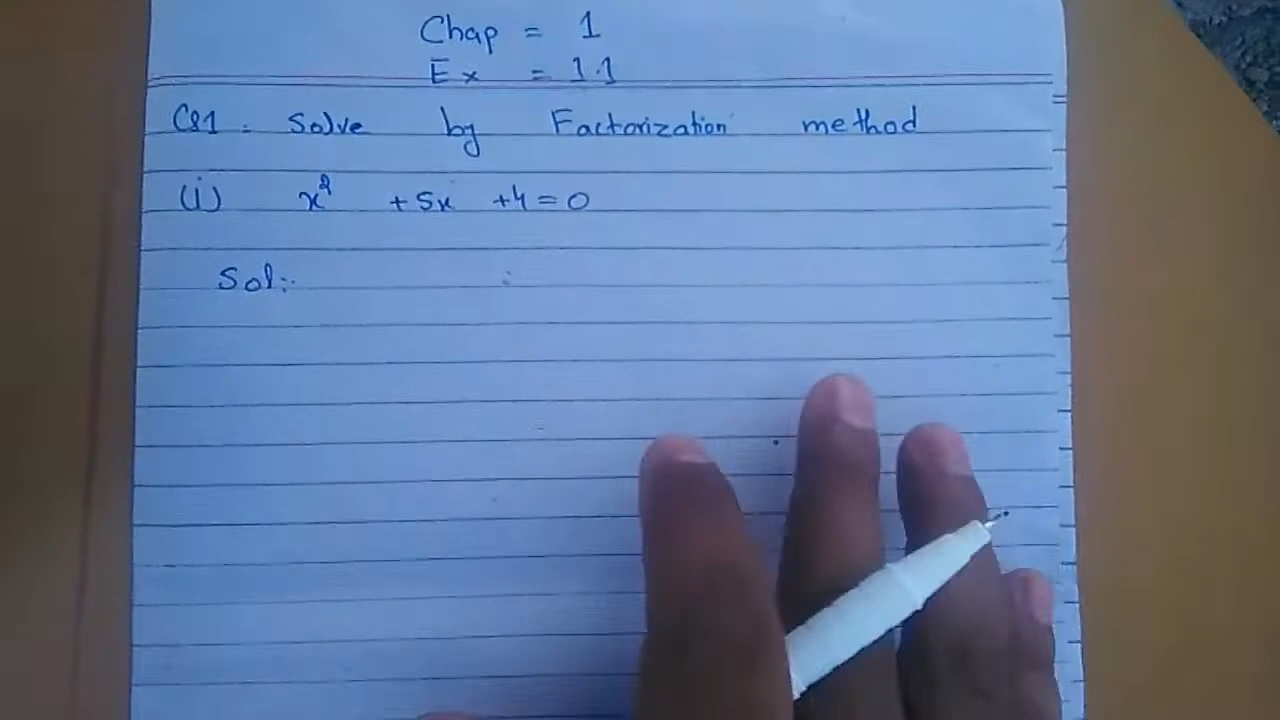 Chap = 1
Ex = 1.1
Q1. Solve by Factorization method
(i) x² + 5x + 4 = 0
Sol: